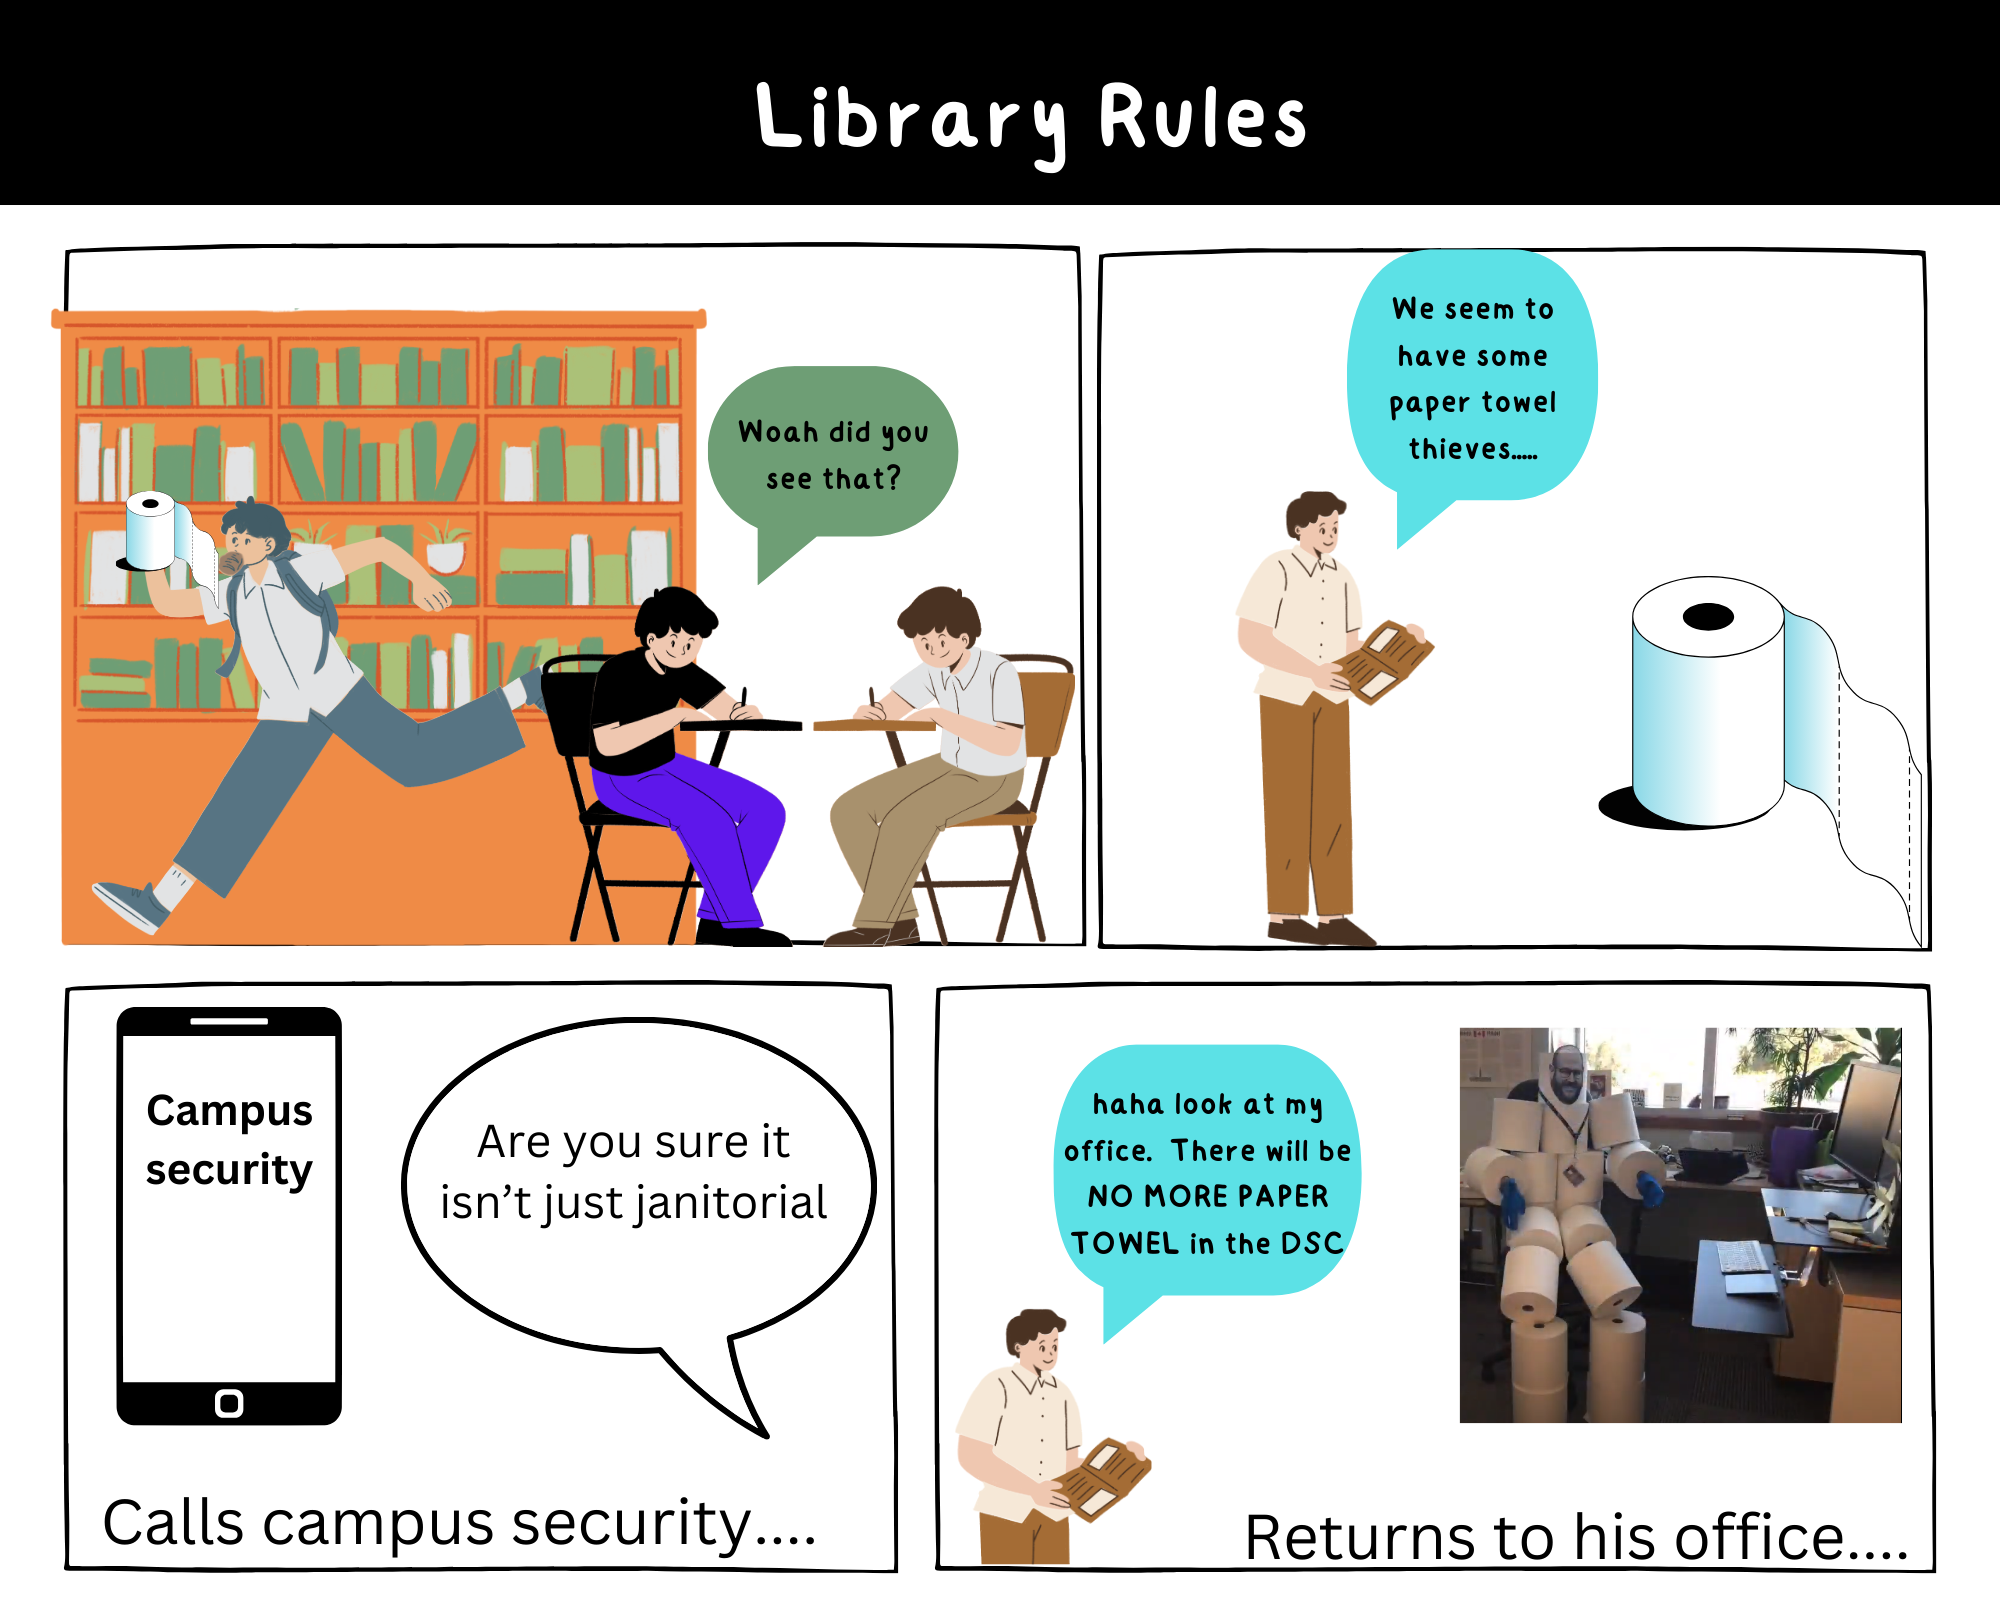 Library Rules
Woah did you
see that?
We seem to
have some
paper towel
thieves.....
Campus
security
Are you sure it
isn't just janitorial
Calls campus security....
haha look at my
office.  There will be
NO MORE PAPER
TOWEL in the DSC
Returns to his office....